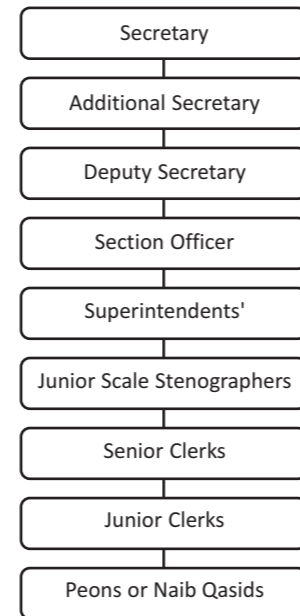 Secretary
Additional Secretary
Deputy Secretary
Section Officer
Superintendents'
Junior Scale Stenographers
Senior Clerks
Junior Clerks
Peons or Naib Qasids